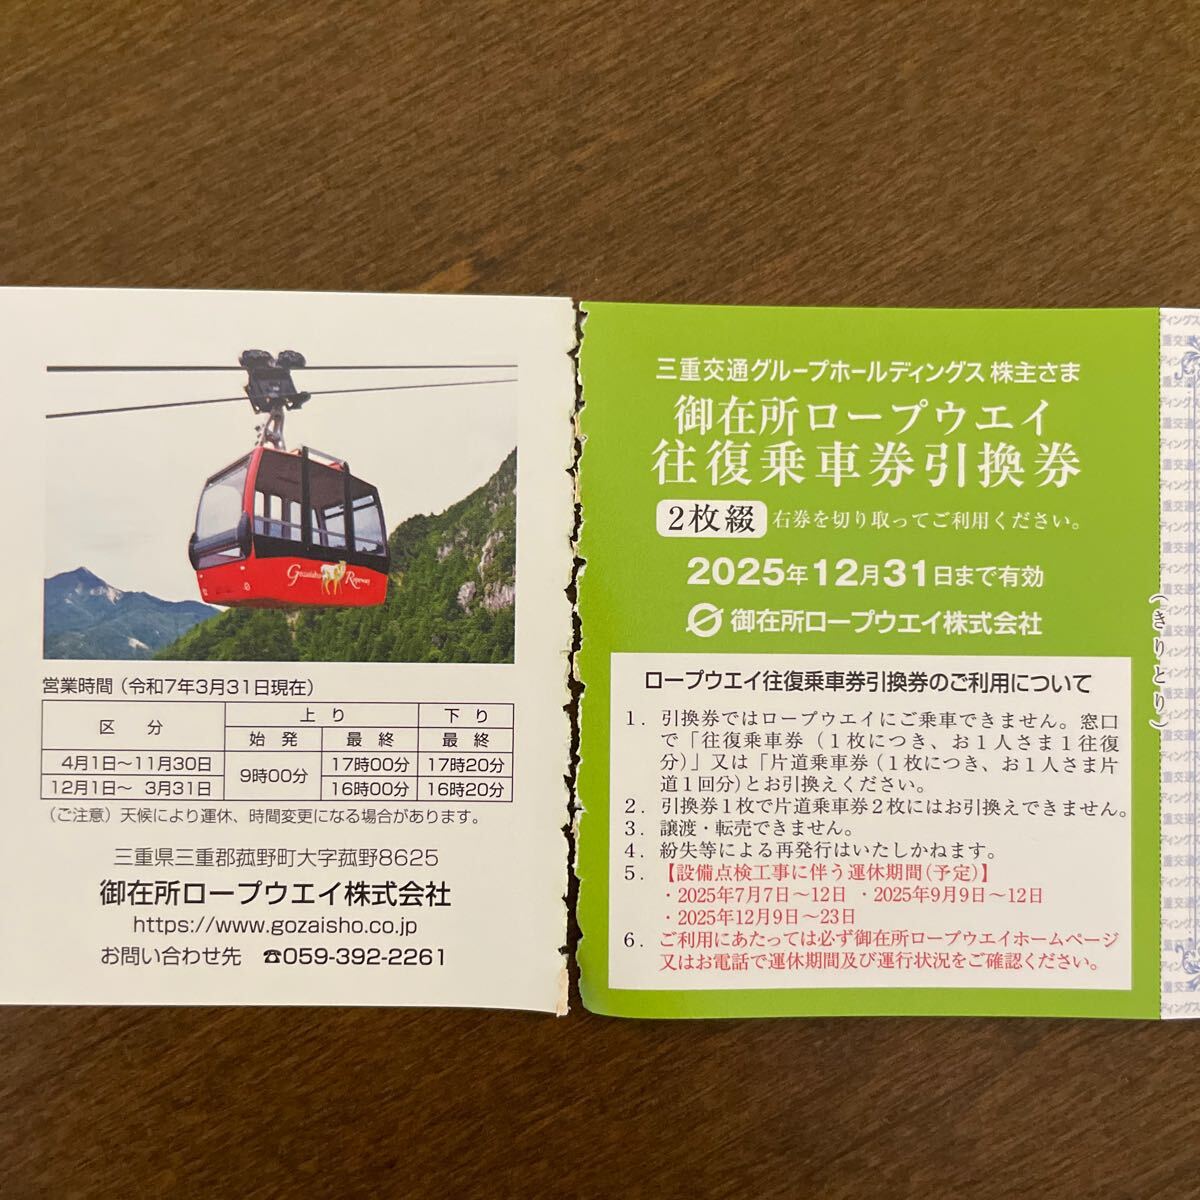 Gozaisho Ropeway
営業時間(令和7年3月31日現在)
区 分 上り 下り
始 発 最 終 最 終
4月1日〜11月30日 9時00分 17時00分 17時20分
12月1日〜 3月31日 16時00分 16時20分
(ご注意)天候により運休、時間変更になる場合があります。
三重県三重郡菰野町大字菰野8625
御在所ロープウエイ株式会社
https://www.gozaisho.co.jp
お問い合わせ先 ☎059-392-2261
三重交通グループホールディングス 株主さま
御在所ロープウエイ
往復乗車券引換券
2枚綴 右券を切り取ってご利用ください。
2025年12月31日まで有効
御在所ロープウエイ株式会社
ロープウエイ往復乗車券引換券のご利用について
1. 引換券ではロープウエイにご乗車できません。窓口
で「往復乗車券(1枚につき、お1人さま1往復
分)」又は「片道乗車券(1枚につき、お1人さま片
道1回分)とお引換えください。
2. 引換券1枚で片道乗車券2枚にはお引換えできません。
3. 譲渡・転売できません。
4. 紛失等による再発行はいたしかねます。
5. 【設備点検工事に伴う運休期間(予定)】
・2025年7月7日〜12日 ・2025年9月9日〜12日
・2025年12月9日〜23日
6. ご利用にあたっては必ず御在所ロープウエイホームページ
又はお電話で運休期間及び運行状況をご確認ください。
(きりとり)